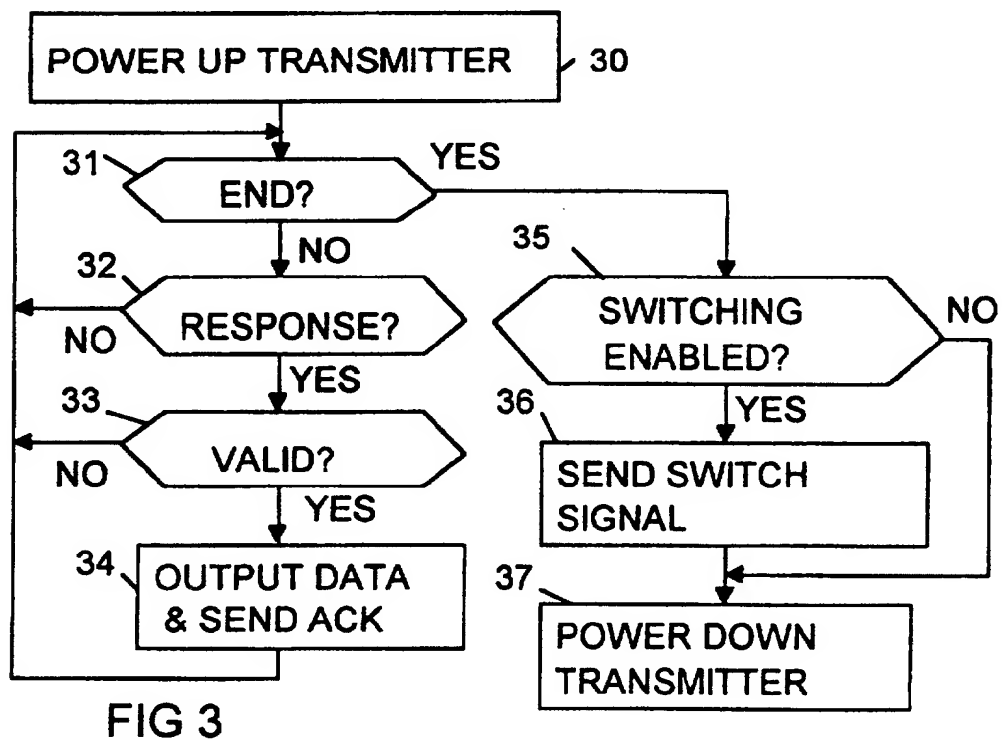 POWER UP TRANSMITTER
30
31
END?
YES
NO
32
RESPONSE?
NO
YES
33
VALID?
NO
YES
34
OUTPUT DATA
& SEND ACK
35
SWITCHING
ENABLED?
NO
YES
36
SEND SWITCH
SIGNAL
37
POWER DOWN
TRANSMITTER
FIG 3